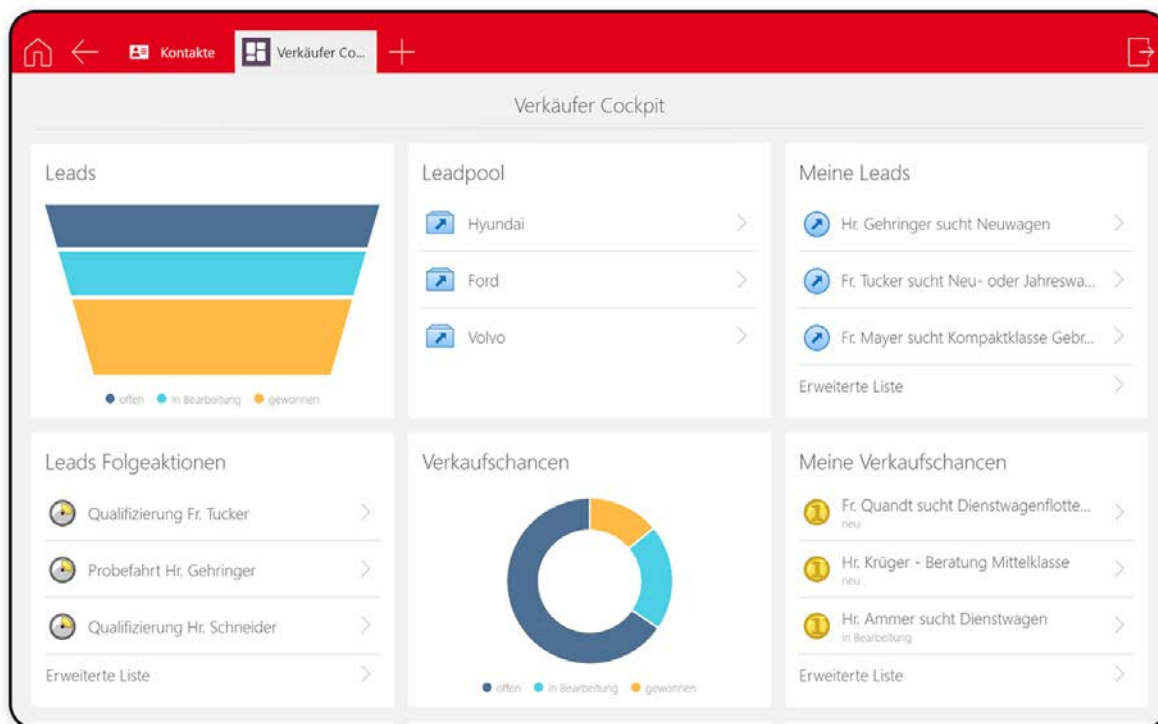 Kontakte
Verkäufer Co...
Verkäufer Cockpit
Leads
offen in Bearbeitung gewonnen
Leadpool
Hyundai
Ford
Volvo
Meine Leads
Hr. Gehringer sucht Neuwagen
Fr. Tucker sucht Neu- oder Jahreswa...
Fr. Mayer sucht Kompaktklasse Gebr...
Erweiterte Liste
Leads Folgeaktionen
Qualifizierung Fr. Tucker
Probefahrt Hr. Gehringer
Qualifizierung Hr. Schneider
Erweiterte Liste
Verkaufschancen
offen in Bearbeitung gewonnen
Meine Verkaufschancen
Fr. Quandt sucht Dienstwagenflotte...
neu
Hr. Krüger - Beratung Mittelklasse
neu
Hr. Ammer sucht Dienstwagen
in Bearbeitung
Erweiterte Liste